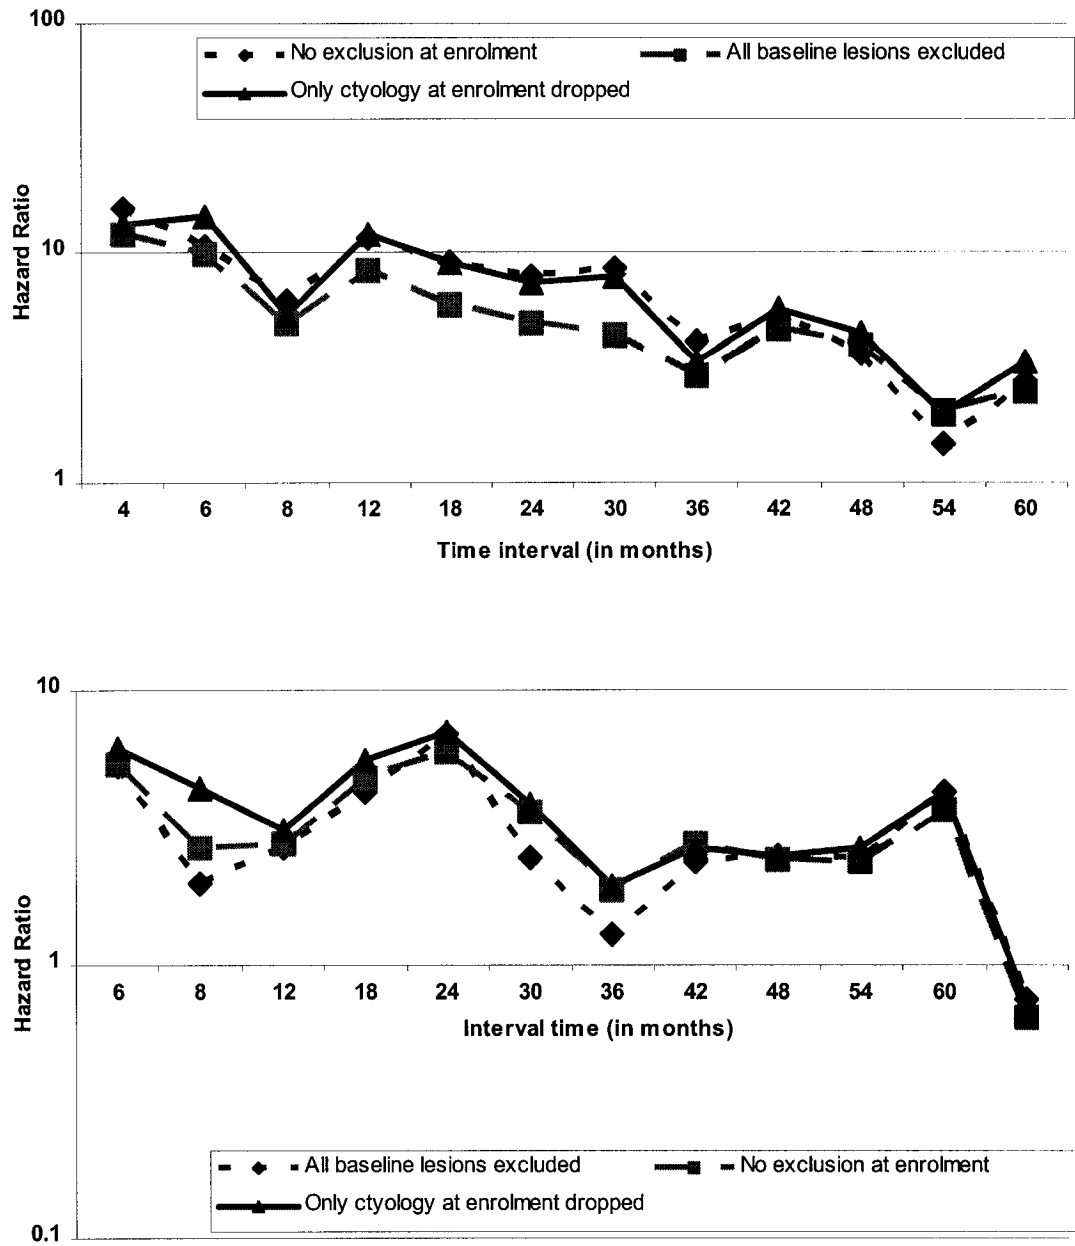 100
No exclusion at enrolment
All baseline lesions excluded
Only ctyology at enrolment dropped
Hazard Ratio
10
1
4 6 8 12 18 24 30 36 42 48 54 60
Time interval (in months)
10
Hazard Ratio
1
6 8 12 18 24 30 36 42 48 54 60
Interval time (in months)
All baseline lesions excluded
No exclusion at enrolment
Only ctyology at enrolment dropped
0.1